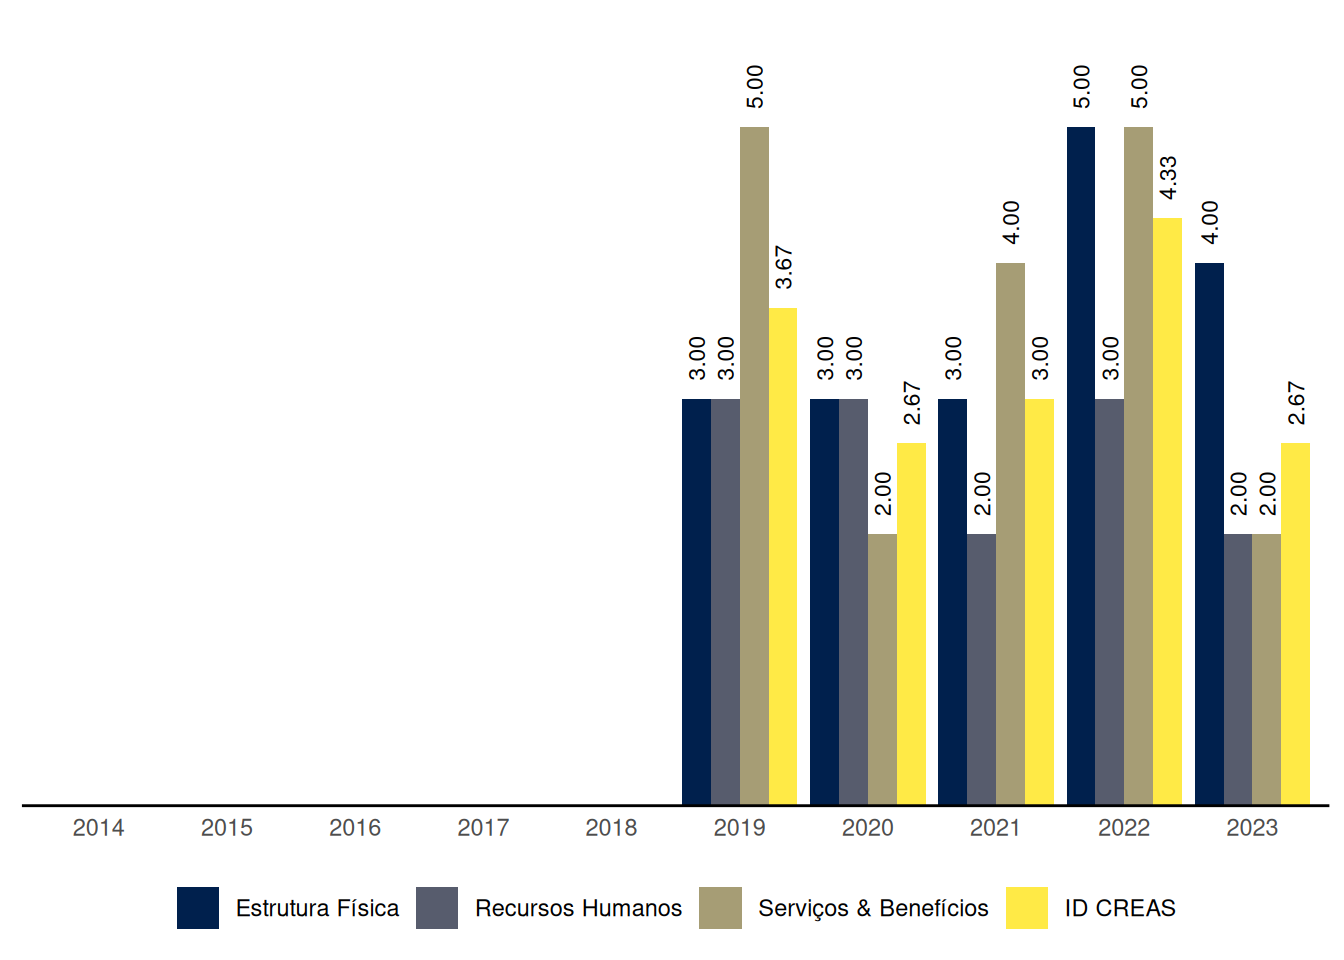 5.00 5.00 5.00
4.33
4.00 4.00
3.67
3.00 3.00 3.00 3.00 3.00 3.00 3.00
2.67 2.67
2.00 2.00 2.00 2.00
2014 2015 2016 2017 2018 2019 2020 2021 2022 2023
Estrutura Física Recursos Humanos Serviços & Benefícios ID CREAS